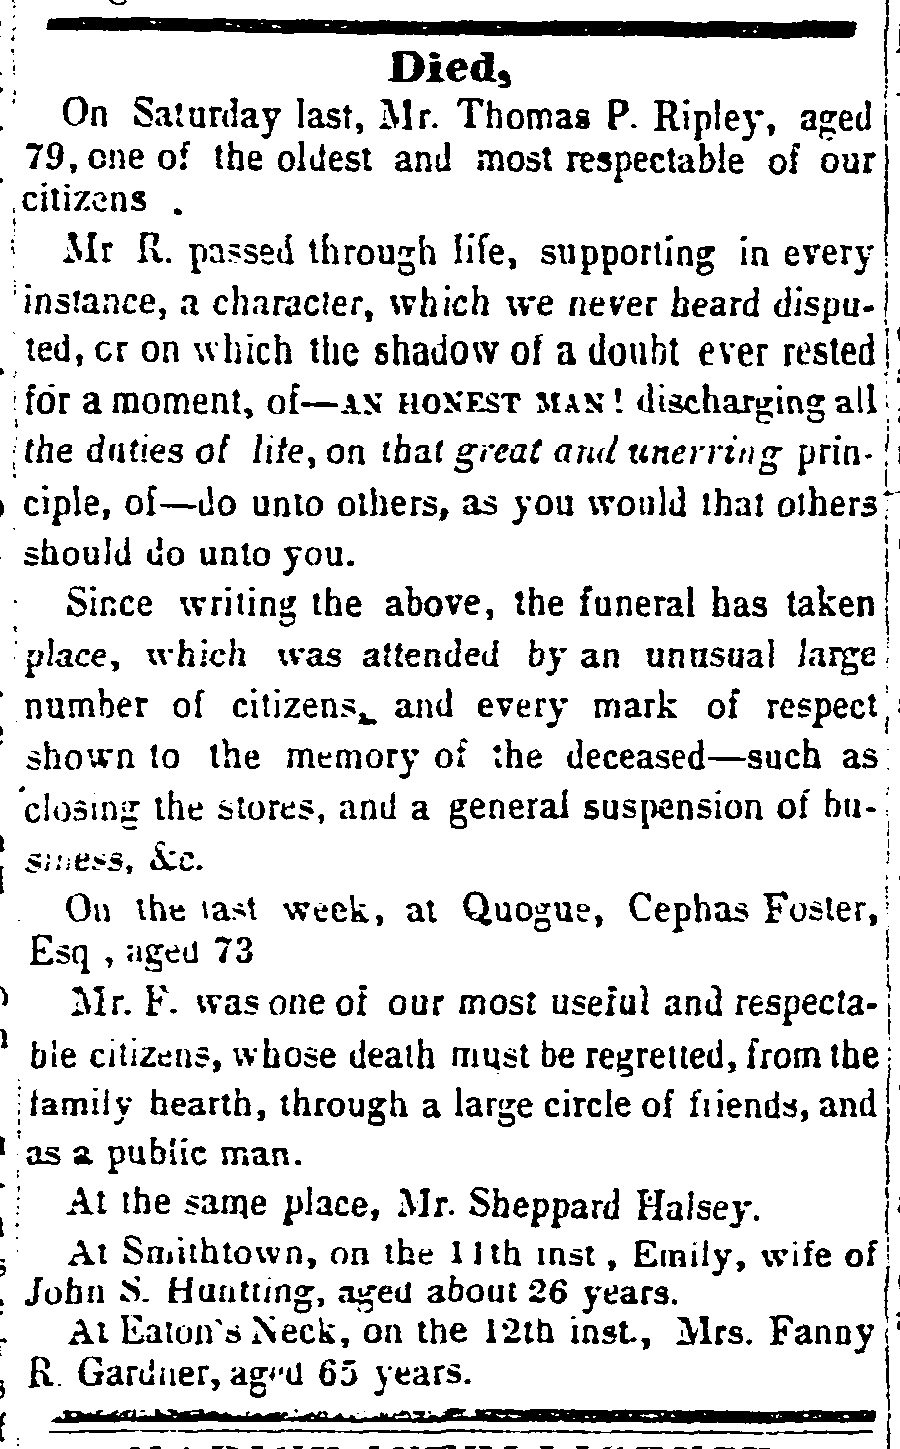 Died,
On Saturday last, Mr. Thomas P. Ripley, aged
79, one of the oldest and most respectable of our
citizens .
Mr R. passed through life, supporting in every
instance, a character, which we never heard dispu-
ted, or on which the shadow of a doubt ever rested
for a moment, of—AN HONEST MAN! discharging all
the duties of life, on that great and unerring prin-
ciple, of—do unto others, as you would that others
should do unto you.
Since writing the above, the funeral has taken
place, which was attended by an unusual large
number of citizens, and every mark of respect
shown to the memory of the deceased—such as
closing the stores, and a general suspension of bu-
siness, &c.
On the last week, at Quogue, Cephas Foster,
Esq , aged 73
Mr. F. was one of our most useful and respecta-
ble citizens, whose death must be regretted, from the
family hearth, through a large circle of friends, and
as a public man.
At the same place, Mr. Sheppard Halsey.
At Smithtown, on the 11th inst , Emily, wife of
John S. Huntting, aged about 26 years.
At Eaton's Neck, on the 12th inst., Mrs. Fanny
R. Gardner, aged 65 years.